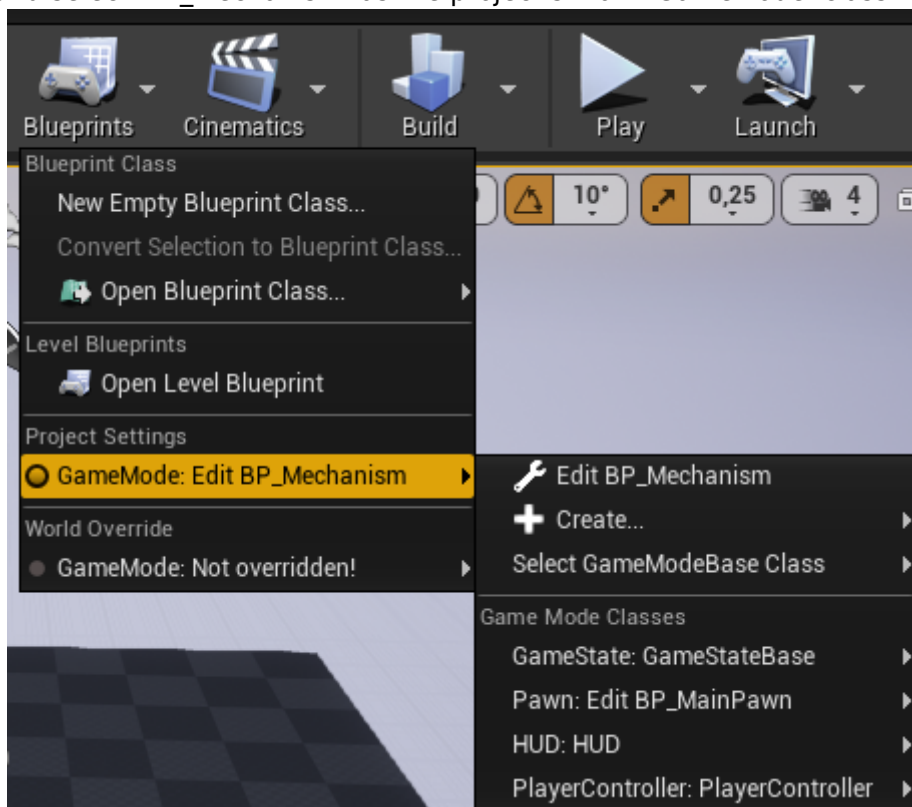 Blueprints Cinematics Build Play Launch
Blueprint Class
New Empty Blueprint Class...
10° 0,25 4
Convert Selection to Blueprint Class...
Open Blueprint Class...
Level Blueprints
Open Level Blueprint
Project Settings
GameMode: Edit BP_Mechanism
World Override
GameMode: Not overridden!
Edit BP_Mechanism
Create...
Select GameModeBase Class
Game Mode Classes
GameState: GameStateBase
Pawn: Edit BP_MainPawn
HUD: HUD
PlayerController: PlayerController